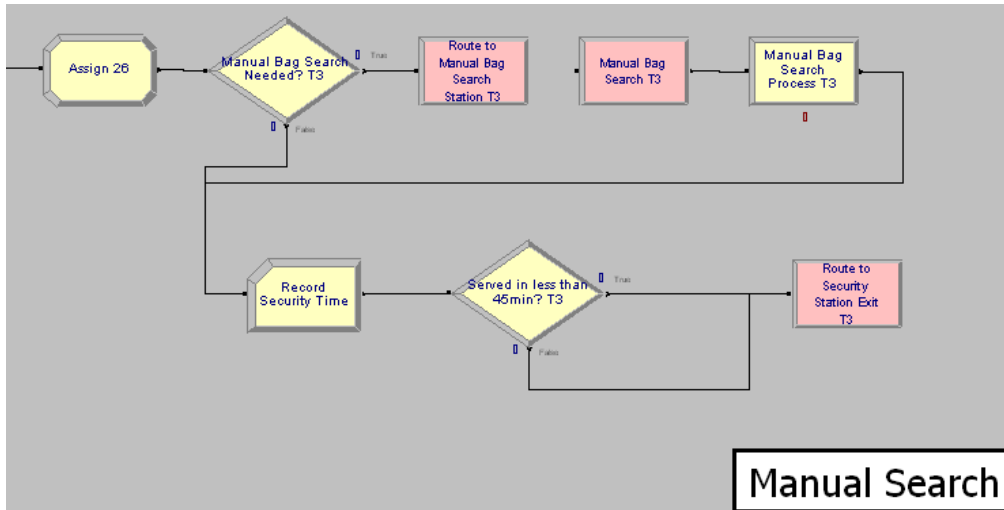 Assign 26
Manual Bag Search
Needed? T3
True
False
Route to
Manual Bag
Search
Station T3
Manual Bag
Search T3
Manual Bag
Search
Process T3
Record
Security Time
Served in less than
45min? T3
True
False
Route to
Security
Station Exit
T3
Manual Search